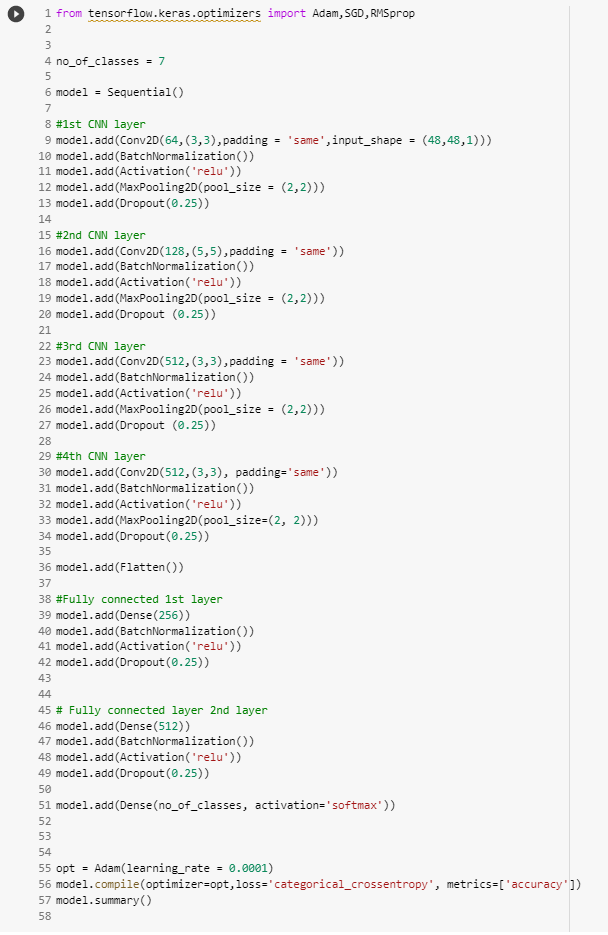 1 from tensorflow.keras.optimizers import Adam,SGD,RMSprop
2
3
4 no_of_classes = 7
5
6 model = Sequential()
7
8 #1st CNN layer
9 model.add(Conv2D(64,(3,3),padding = 'same',input_shape = (48,48,1)))
10 model.add(BatchNormalization())
11 model.add(Activation('relu'))
12 model.add(MaxPooling2D(pool_size = (2,2)))
13 model.add(Dropout(0.25))
14
15 #2nd CNN layer
16 model.add(Conv2D(128,(5,5),padding = 'same'))
17 model.add(BatchNormalization())
18 model.add(Activation('relu'))
19 model.add(MaxPooling2D(pool_size = (2,2)))
20 model.add(Dropout (0.25))
21
22 #3rd CNN layer
23 model.add(Conv2D(512,(3,3),padding = 'same'))
24 model.add(BatchNormalization())
25 model.add(Activation('relu'))
26 model.add(MaxPooling2D(pool_size = (2,2)))
27 model.add(Dropout (0.25))
28
29 #4th CNN layer
30 model.add(Conv2D(512,(3,3), padding='same'))
31 model.add(BatchNormalization())
32 model.add(Activation('relu'))
33 model.add(MaxPooling2D(pool_size=(2, 2)))
34 model.add(Dropout(0.25))
35
36 model.add(Flatten())
37
38 #Fully connected 1st layer
39 model.add(Dense(256))
40 model.add(BatchNormalization())
41 model.add(Activation('relu'))
42 model.add(Dropout(0.25))
43
44
45 # Fully connected layer 2nd layer
46 model.add(Dense(512))
47 model.add(BatchNormalization())
48 model.add(Activation('relu'))
49 model.add(Dropout(0.25))
50
51 model.add(Dense(no_of_classes, activation='softmax'))
52
53
54
55 opt = Adam(learning_rate = 0.0001)
56 model.compile(optimizer=opt,loss='categorical_crossentropy', metrics=['accuracy'])
57 model.summary()
58